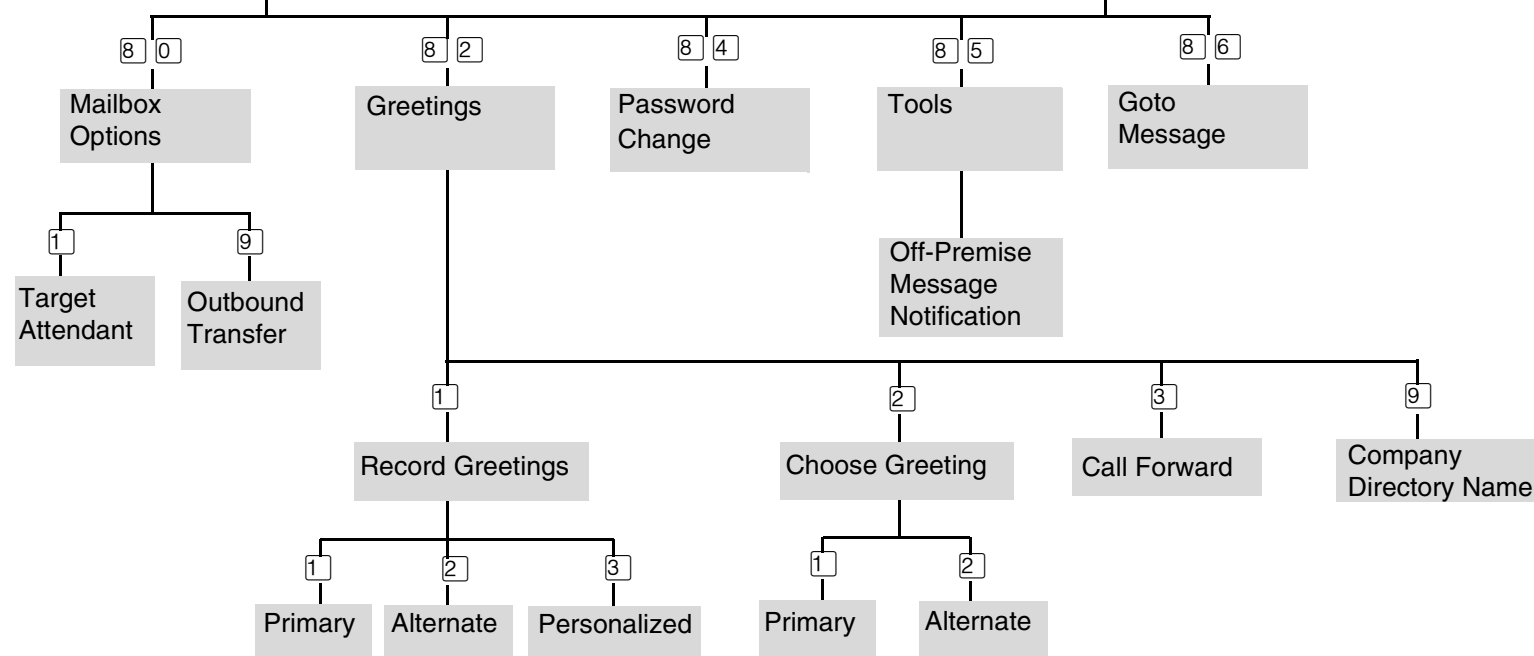 8 0
8 2
8 4
8 5
8 6
Mailbox
Options
Greetings
Password
Change
Tools
Goto
Message
1
9
Target
Attendant
Outbound
Transfer
Off-Premise
Message
Notification
1
2
3
9
Record Greetings
Choose Greeting
Call Forward
Company
Directory Name
1
2
3
1
2
Primary
Alternate
Personalized
Primary
Alternate